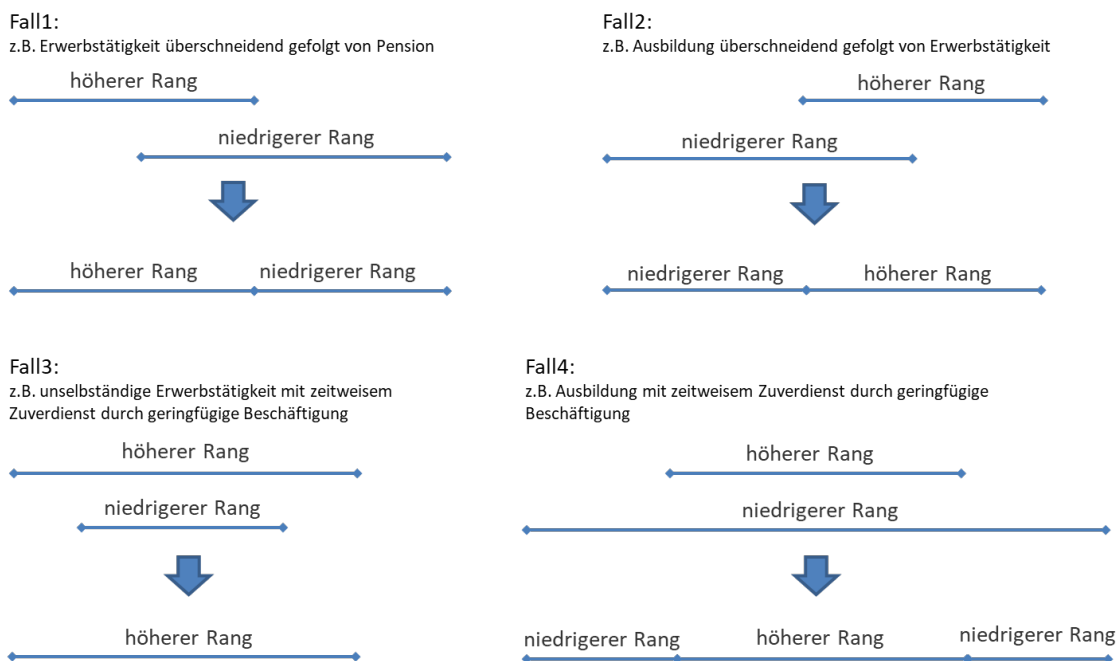 Fall1:
z.B. Erwerbstätigkeit überschneidend gefolgt von Pension
höherer Rang
niedrigerer Rang
höherer Rang niedrigerer Rang
Fall2:
z.B. Ausbildung überschneidend gefolgt von Erwerbstätigkeit
höherer Rang
niedrigerer Rang
niedrigerer Rang höherer Rang
Fall3:
z.B. unselbständige Erwerbstätigkeit mit zeitweisem
Zuverdienst durch geringfügige Beschäftigung
höherer Rang
niedrigerer Rang
höherer Rang
Fall4:
z.B. Ausbildung mit zeitweisem Zuverdienst durch geringfügige
Beschäftigung
höherer Rang
niedrigerer Rang
niedrigerer Rang höherer Rang niedrigerer Rang